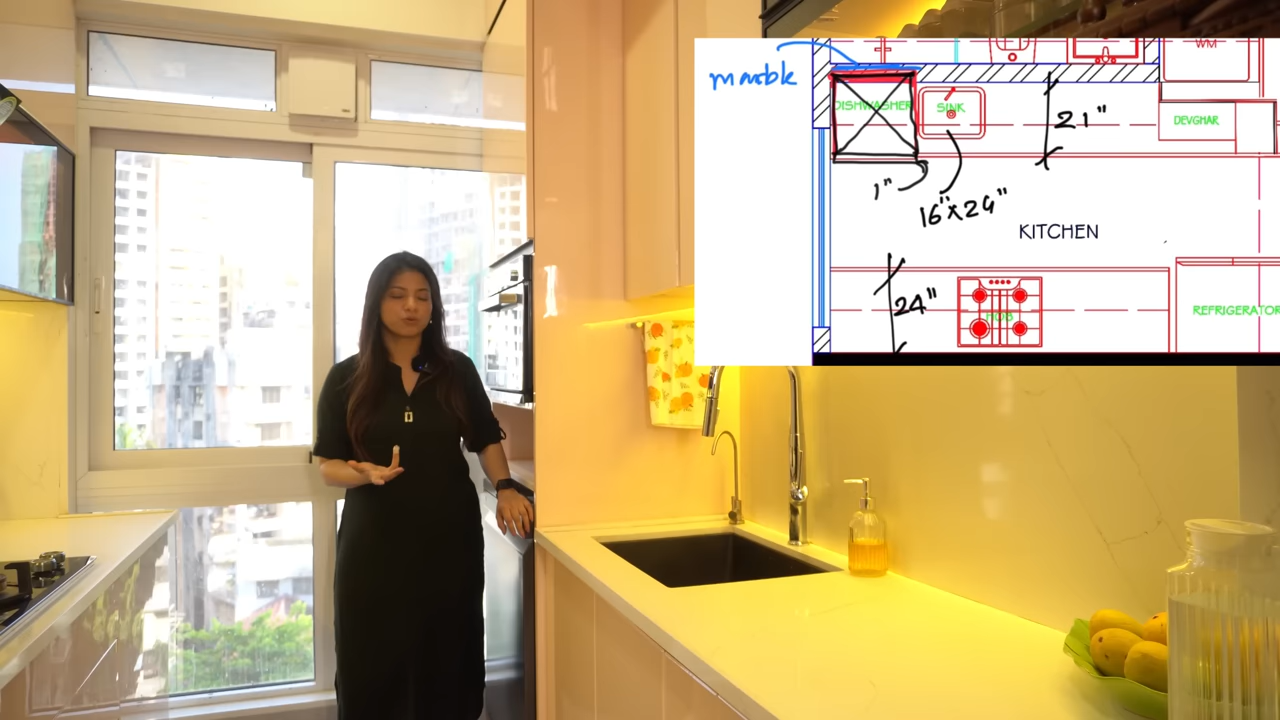 marble
WM
DISHWASHER
SINK
21"
DEVGHAR
1"
16"x24"
KITCHEN
24"
HOB
REFRIGERATOR